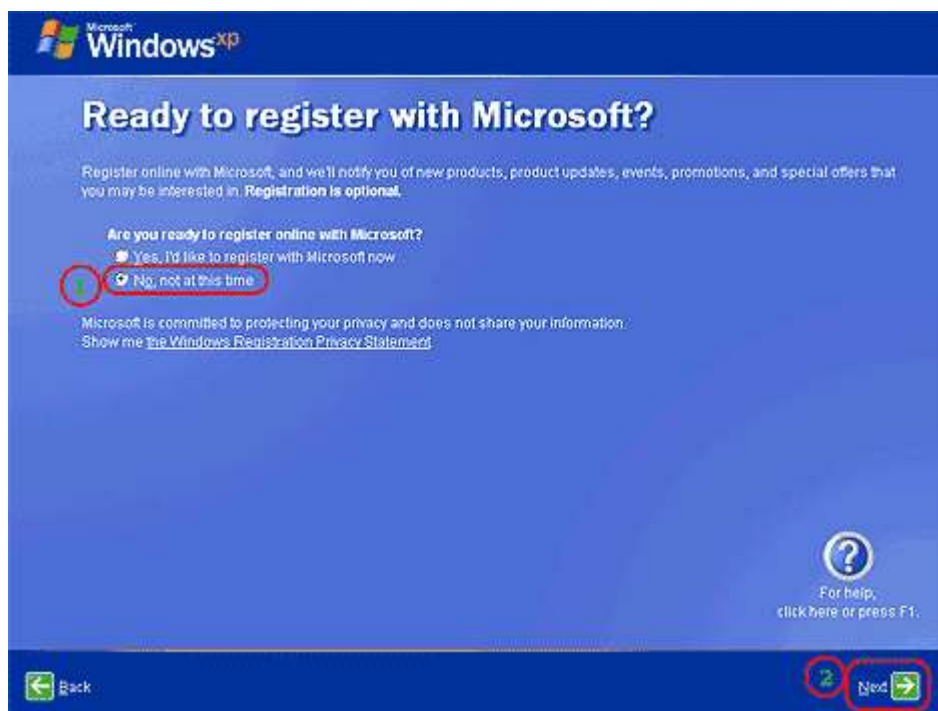 Microsoft
Windows xp
Ready to register with Microsoft?
Register online with Microsoft, and we'll notify you of new products, product updates, events, promotions, and special offers that
you may be interested in. Registration is optional.
Are you ready to register online with Microsoft?
Yes, I'd like to register with Microsoft now
1 No, not at this time
Microsoft is committed to protecting your privacy and does not share your information.
Show me the Windows Registration Privacy Statement
For help,
click here or press F1.
Back 2 Next